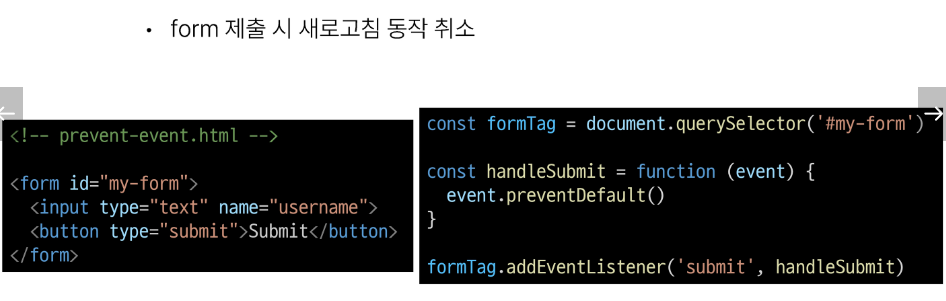 • form 제출 시 새로고침 동작 취소
<!-- prevent-event.html -->
<form id="my-form">
  <input type="text" name="username">
  <button type="submit">Submit</button>
</form>
const formTag = document.querySelector('#my-form')
const handleSubmit = function (event) {
  event.preventDefault()
}
formTag.addEventListener('submit', handleSubmit)